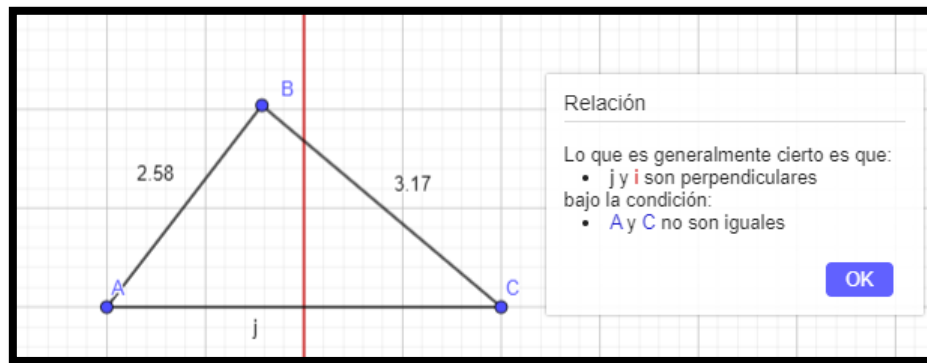 B
Relación
Lo que es generalmente cierto es que:
• j y i son perpendiculares
bajo la condición:
• A y C no son iguales
OK
2.58
3.17
A
C
j